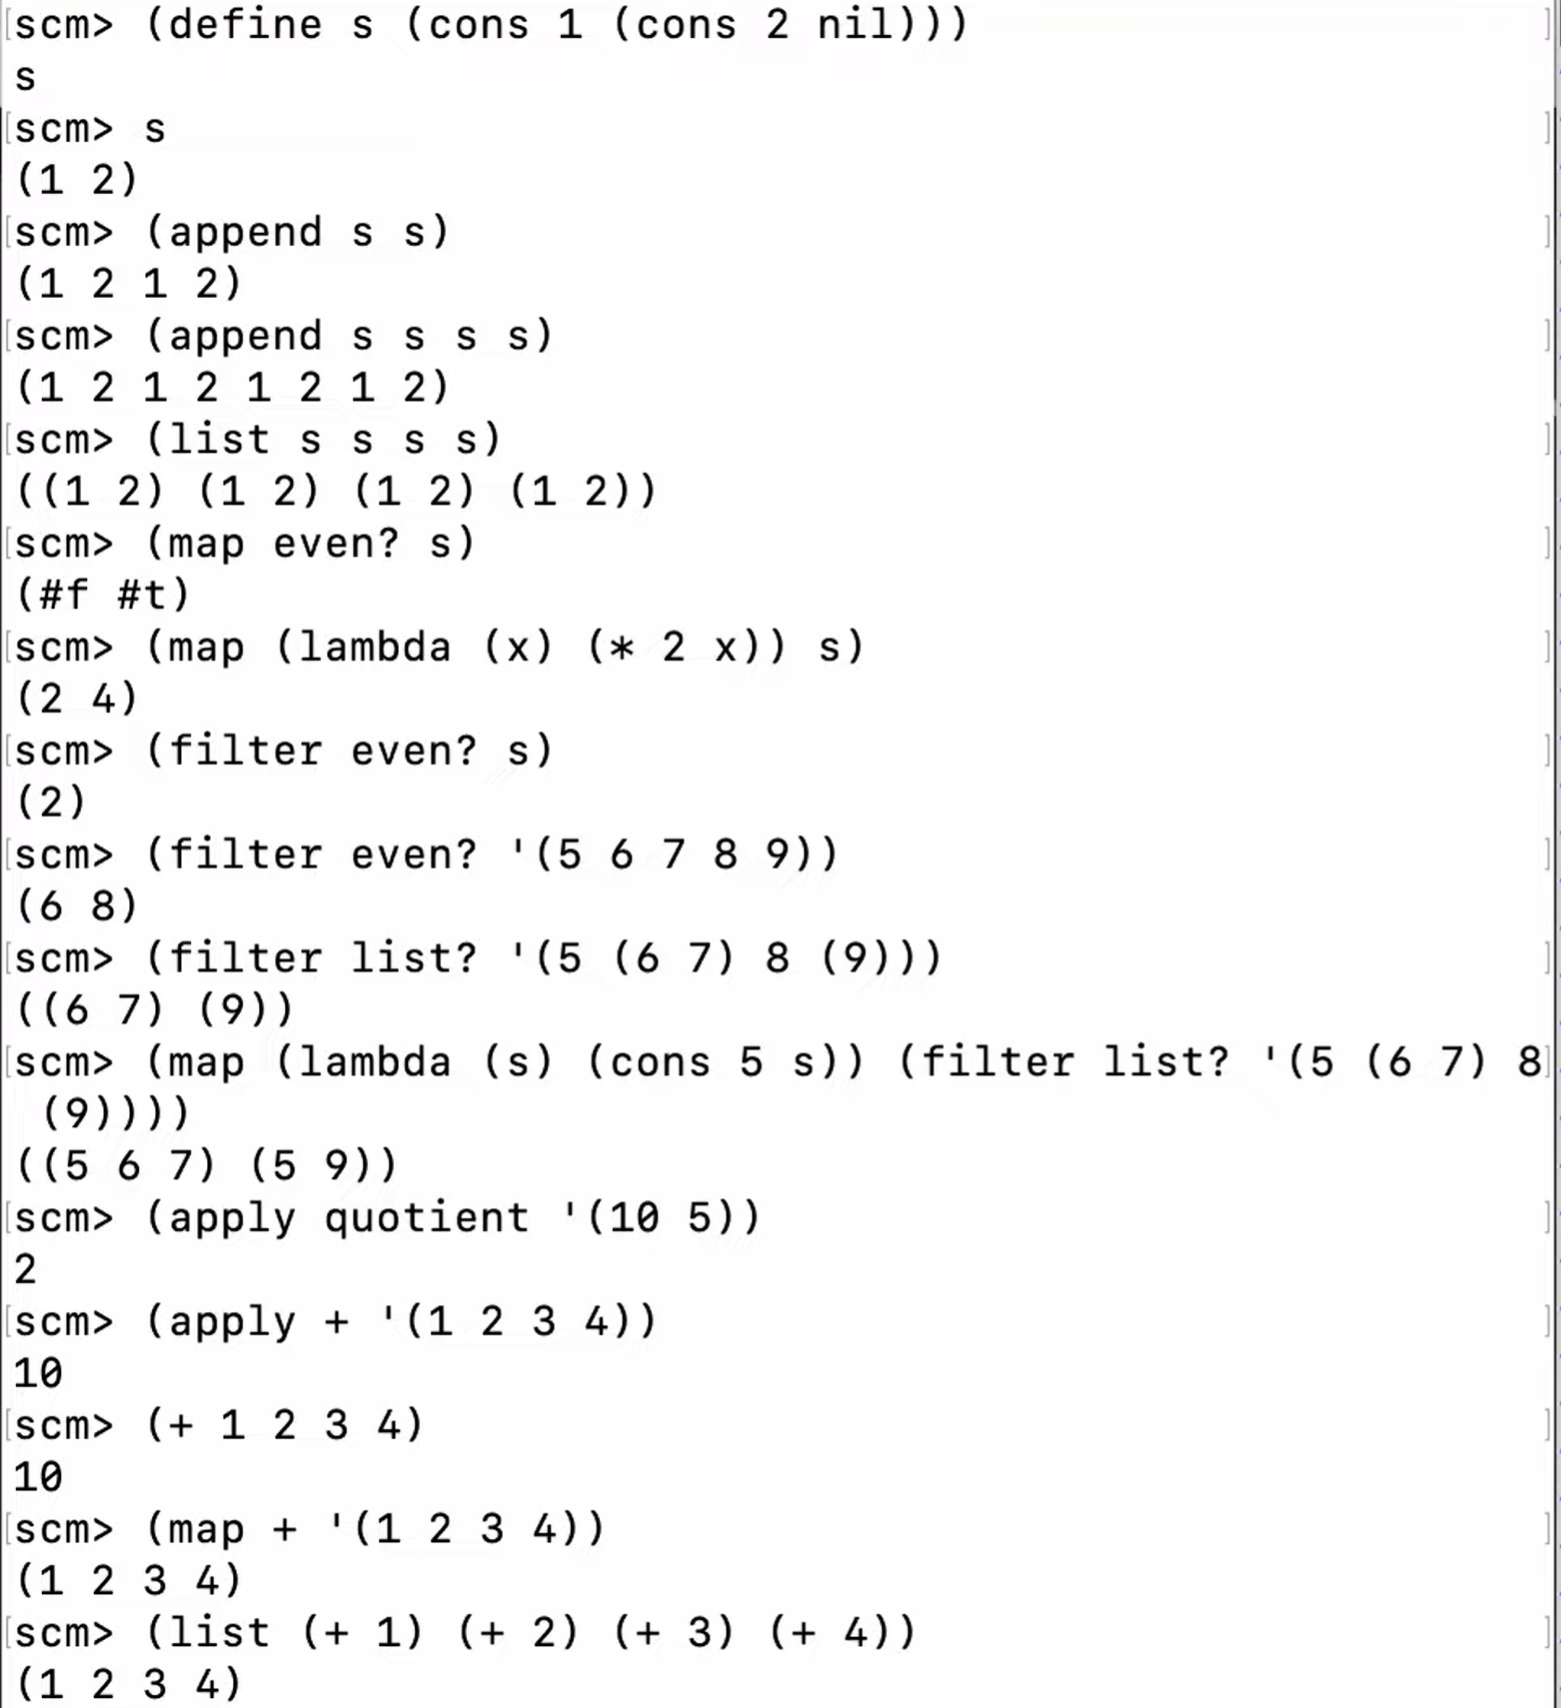 scm> (define s (cons 1 (cons 2 nil)))
s
scm> s
(1 2)
scm> (append s s)
(1 2 1 2)
scm> (append s s s s)
(1 2 1 2 1 2 1 2)
scm> (list s s s s)
((1 2) (1 2) (1 2) (1 2))
scm> (map even? s)
(#f #t)
scm> (map (lambda (x) (* 2 x)) s)
(2 4)
scm> (filter even? s)
(2)
scm> (filter even? '(5 6 7 8 9))
(6 8)
scm> (filter list? '(5 (6 7) 8 (9)))
((6 7) (9))
scm> (map (lambda (s) (cons 5 s)) (filter list? '(5 (6 7) 8
 (9))))
((5 6 7) (5 9))
scm> (apply quotient '(10 5))
2
scm> (apply + '(1 2 3 4))
10
scm> (+ 1 2 3 4)
10
scm> (map + '(1 2 3 4))
(1 2 3 4)
scm> (list (+ 1) (+ 2) (+ 3) (+ 4))
(1 2 3 4)